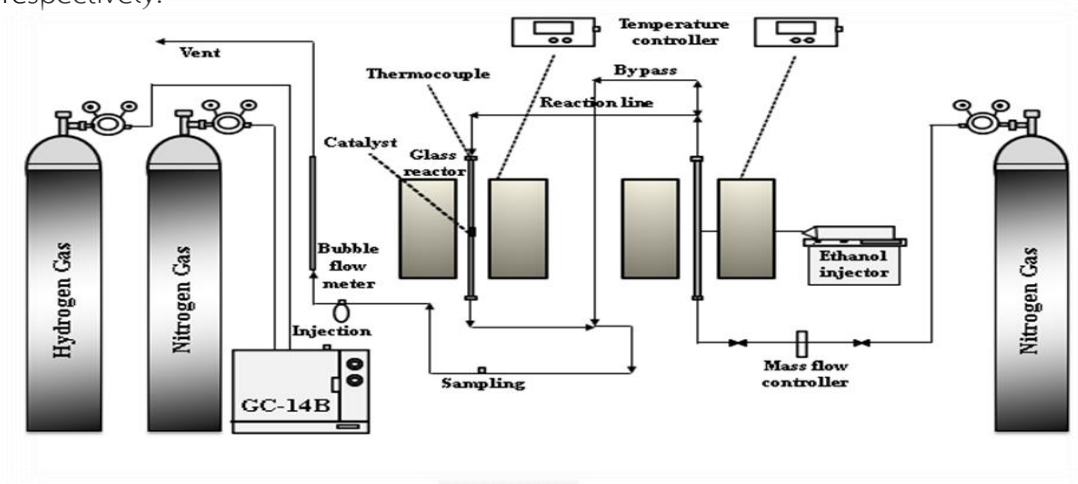 respectively.
Temperature
controller
Vent
Thermocouple
Bypass
Reaction line
Catalyst
Glass
reactor
Bubble
flow
meter
Ethanol
injector
Hydrogen Gas
Nitrogen Gas
Nitrogen Gas
Injection
Mass flow
controller
Sampling
GC-14B